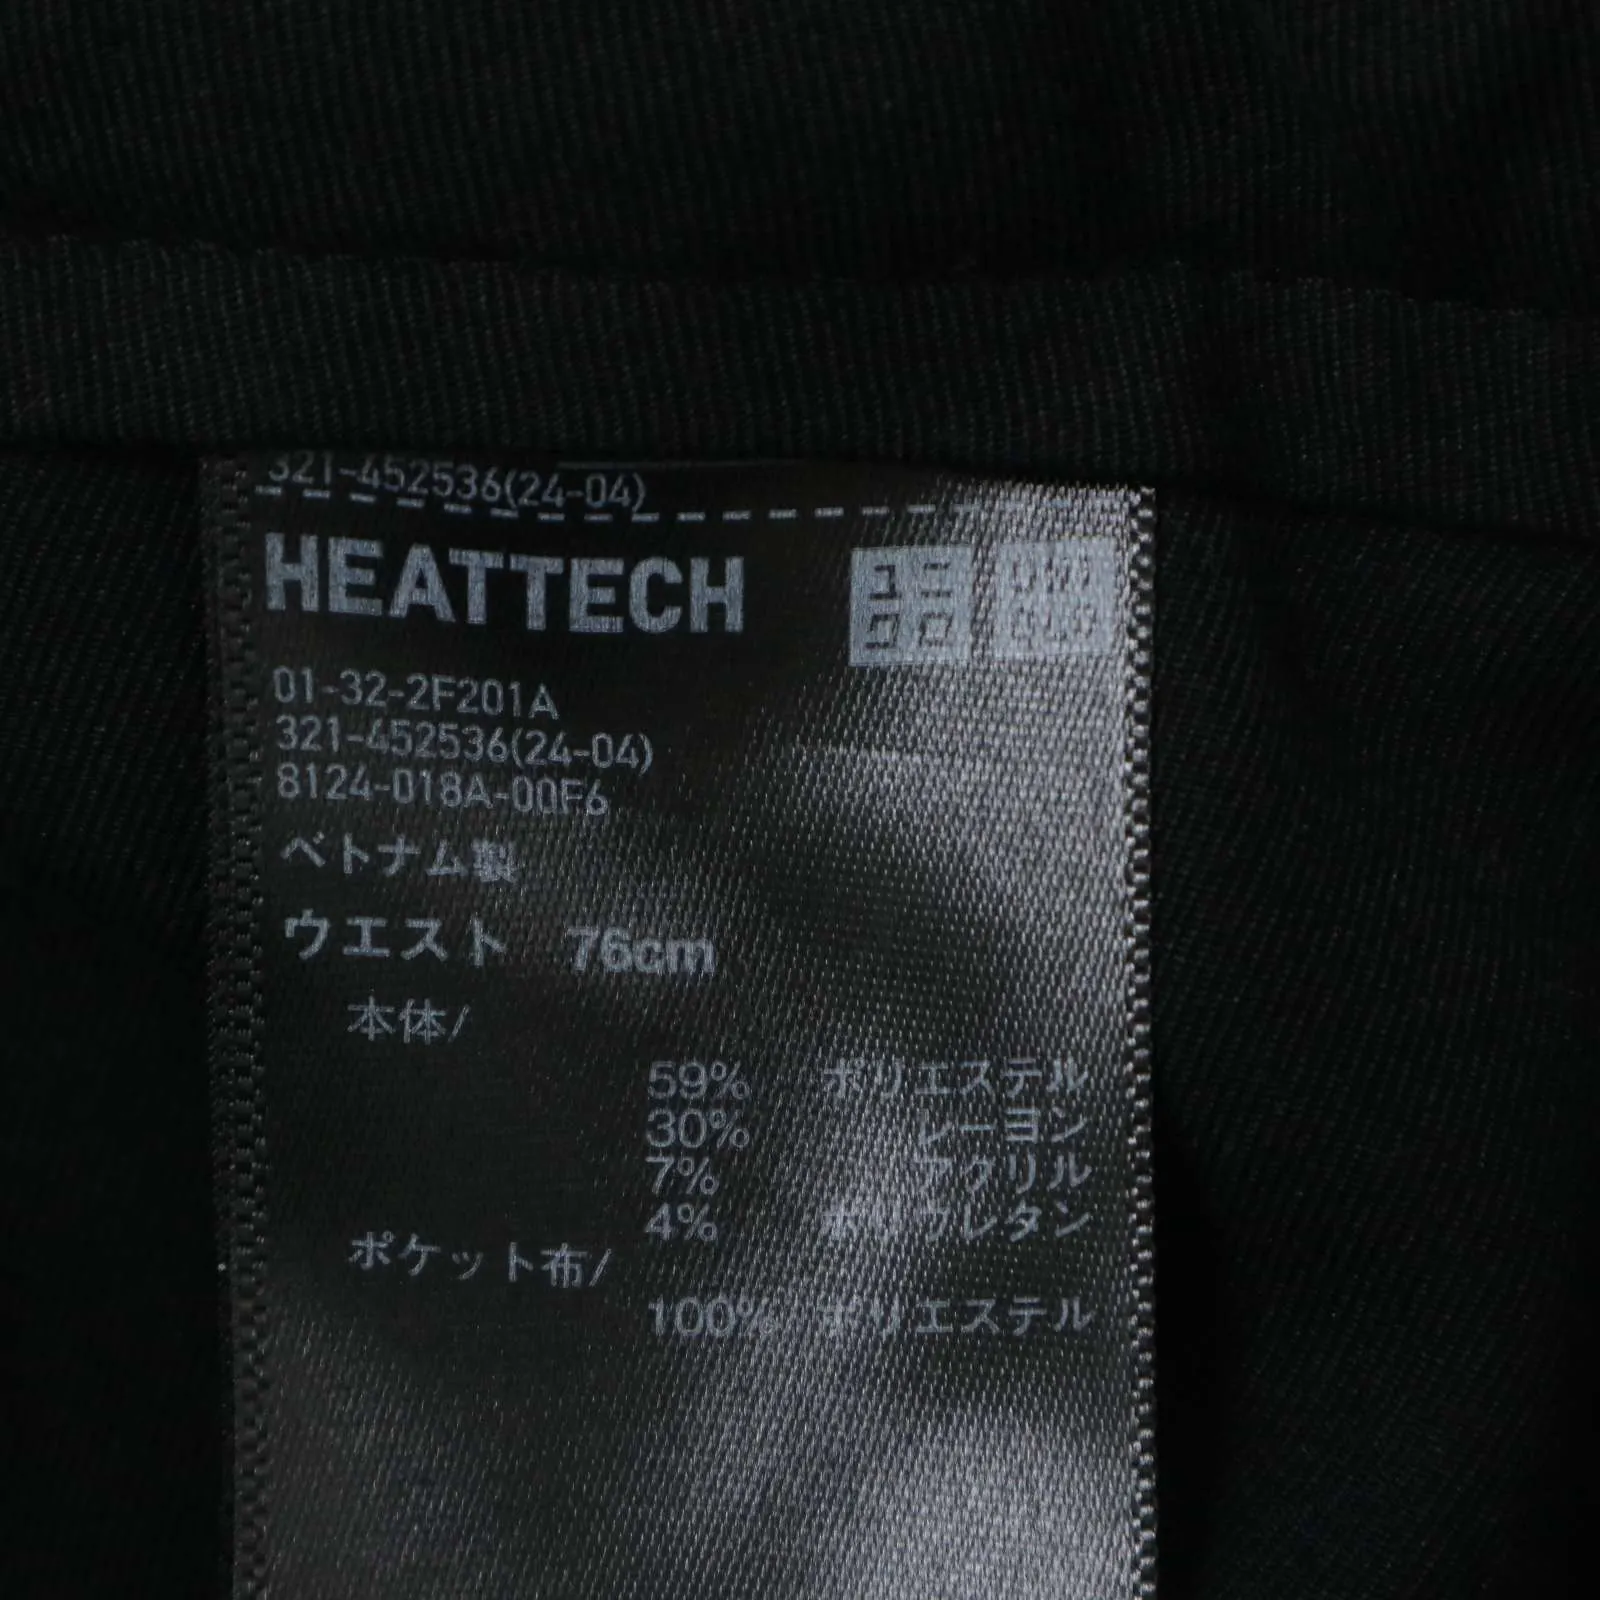 321-452536(24-04)
HEATTECH
ユニ UNI
クロ QLO
01-32-2F201A
321-452536(24-04)
8124-018A-00F6
ベトナム製
ウエスト 76cm
本体/
59% ポリエステル
30% レーヨン
7% アクリル
4% ポリウレタン
ポケット布/
100% ポリエステル